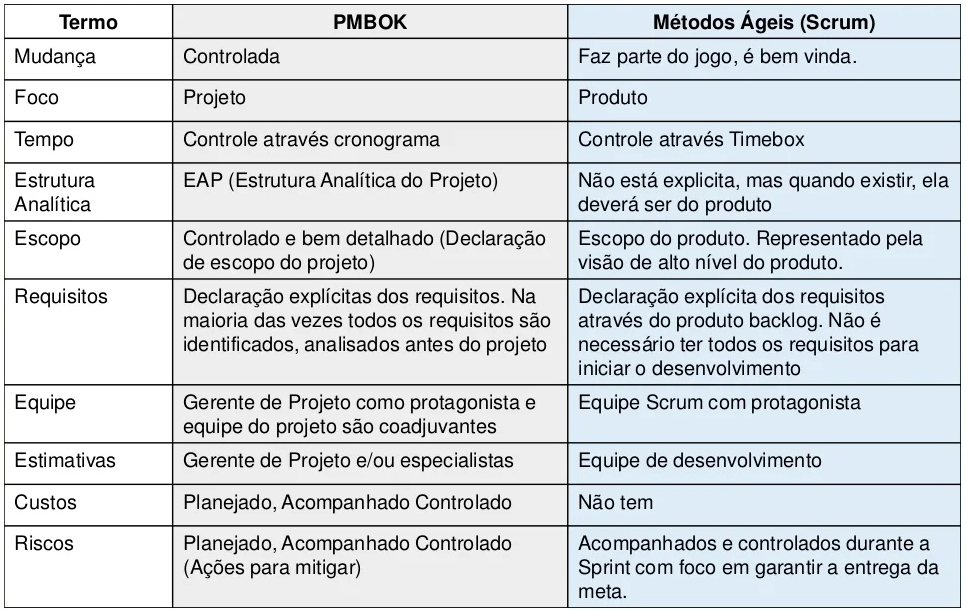 Termo PMBOK Métodos Ágeis (Scrum)
Mudança Controlada Faz parte do jogo, é bem vinda.
Foco Projeto Produto
Tempo Controle através cronograma Controle através Timebox
Estrutura Analítica EAP (Estrutura Analítica do Projeto) Não está explicita, mas quando existir, ela
deverá ser do produto
Escopo Controlado e bem detalhado (Declaração
de escopo do projeto) Escopo do produto. Representado pela
visão de alto nível do produto.
Requisitos Declaração explícitas dos requisitos. Na
maioria das vezes todos os requisitos são
identificados, analisados antes do projeto
Declaração explícita dos requisitos
através do produto backlog. Não é
necessário ter todos os requisitos para
iniciar o desenvolvimento
Equipe Gerente de Projeto como protagonista e
equipe do projeto são coadjuvantes Equipe Scrum com protagonista
Estimativas Gerente de Projeto e/ou especialistas Equipe de desenvolvimento
Custos Planejado, Acompanhado Controlado Não tem
Riscos Planejado, Acompanhado Controlado
(Ações para mitigar) Acompanhados e controlados durante a
Sprint com foco em garantir a entrega da
meta.